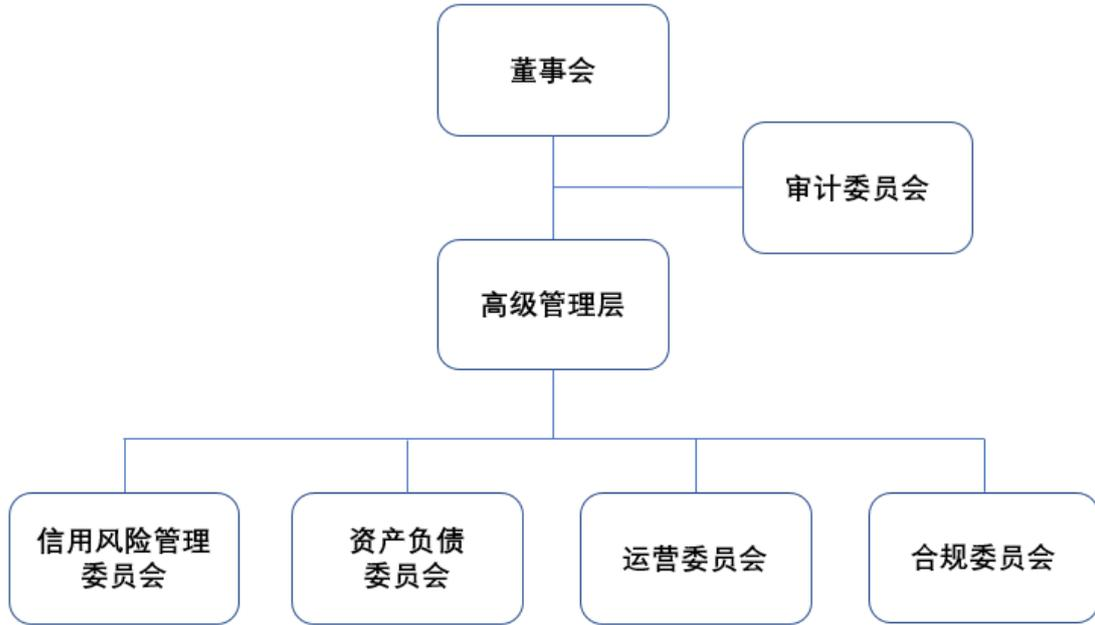 董事会
审计委员会
高级管理层
信用风险管理
委员会
资产负债
委员会
运营委员会
合规委员会